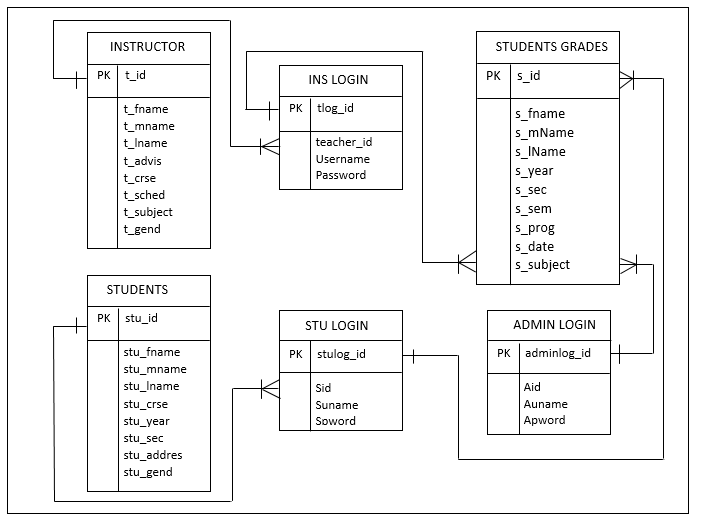 INSTRUCTOR
PK t_id
t_fname
t_mname
t_lname
t_advis
t_crse
t_sched
t_subject
t_gend
INS LOGIN
PK tlog_id
teacher_id
Username
Password
STUDENTS GRADES
PK s_id
s_fname
s_mName
s_lName
s_year
s_sec
s_sem
s_prog
s_date
s_subject
STUDENTS
PK stu_id
stu_fname
stu_mname
stu_lname
stu_crse
stu_year
stu_sec
stu_addres
stu_gend
STU LOGIN
PK stulog_id
Sid
Suname
Spword
ADMIN LOGIN
PK adminlog_id
Aid
Auname
Apword